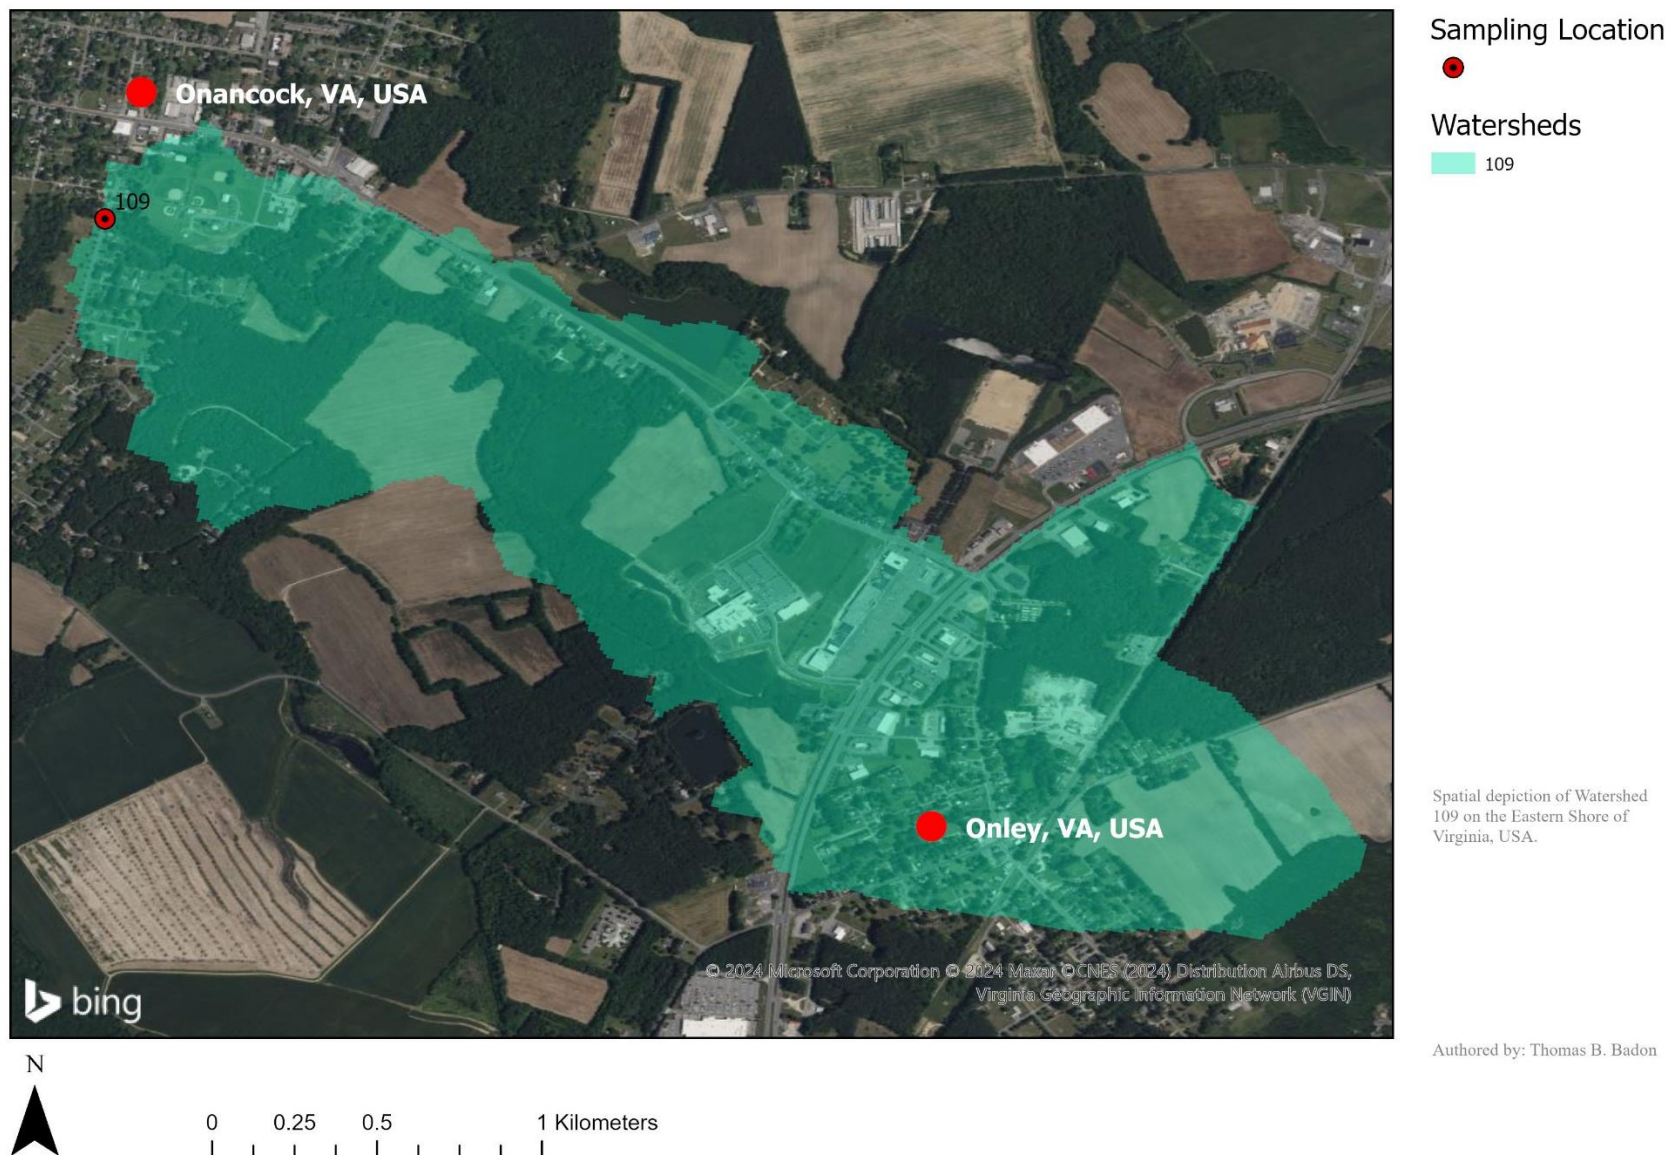 Sampling Location
Watersheds
109
Onancock, VA, USA
109
Onley, VA, USA
Spatial depiction of Watershed
109 on the Eastern Shore of
Virginia, USA.
© 2024 Microsoft Corporation © 2024 Maxar ©CNES (2024) Distribution Airbus DS,
Virginia Geographic Information Network (VGIN)
bing
Authored by: Thomas B. Badon
N
0 0.25 0.5 1 Kilometers